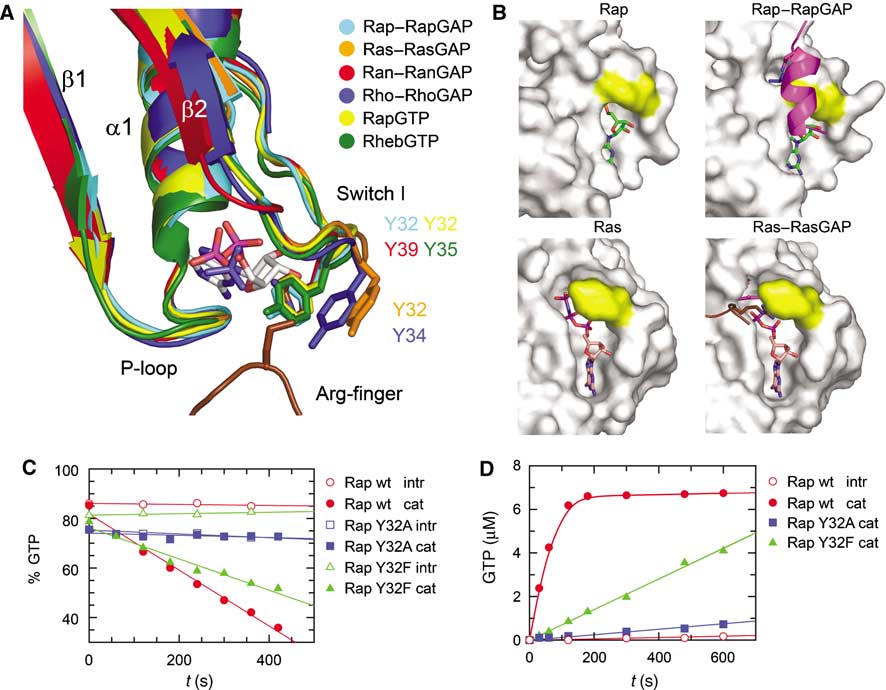 A
β1
α1
β2
Rap–RapGAP
Ras–RasGAP
Ran–RanGAP
Rho–RhoGAP
RapGTP
RhebGTP
Switch I
Y32 Y32
Y39 Y35
Y32
Y34
P-loop
Arg-finger
B
Rap
Rap–RapGAP
Ras
Ras–RasGAP
C
100
80
60
40
% GTP
0
200
400
t (s)
Rap wt intr
Rap wt cat
Rap Y32A intr
Rap Y32A cat
Rap Y32F intr
Rap Y32F cat
D
8
6
4
2
0
GTP (μM)
0
200
400
600
t (s)
Rap wt intr
Rap wt cat
Rap Y32A cat
Rap Y32F cat